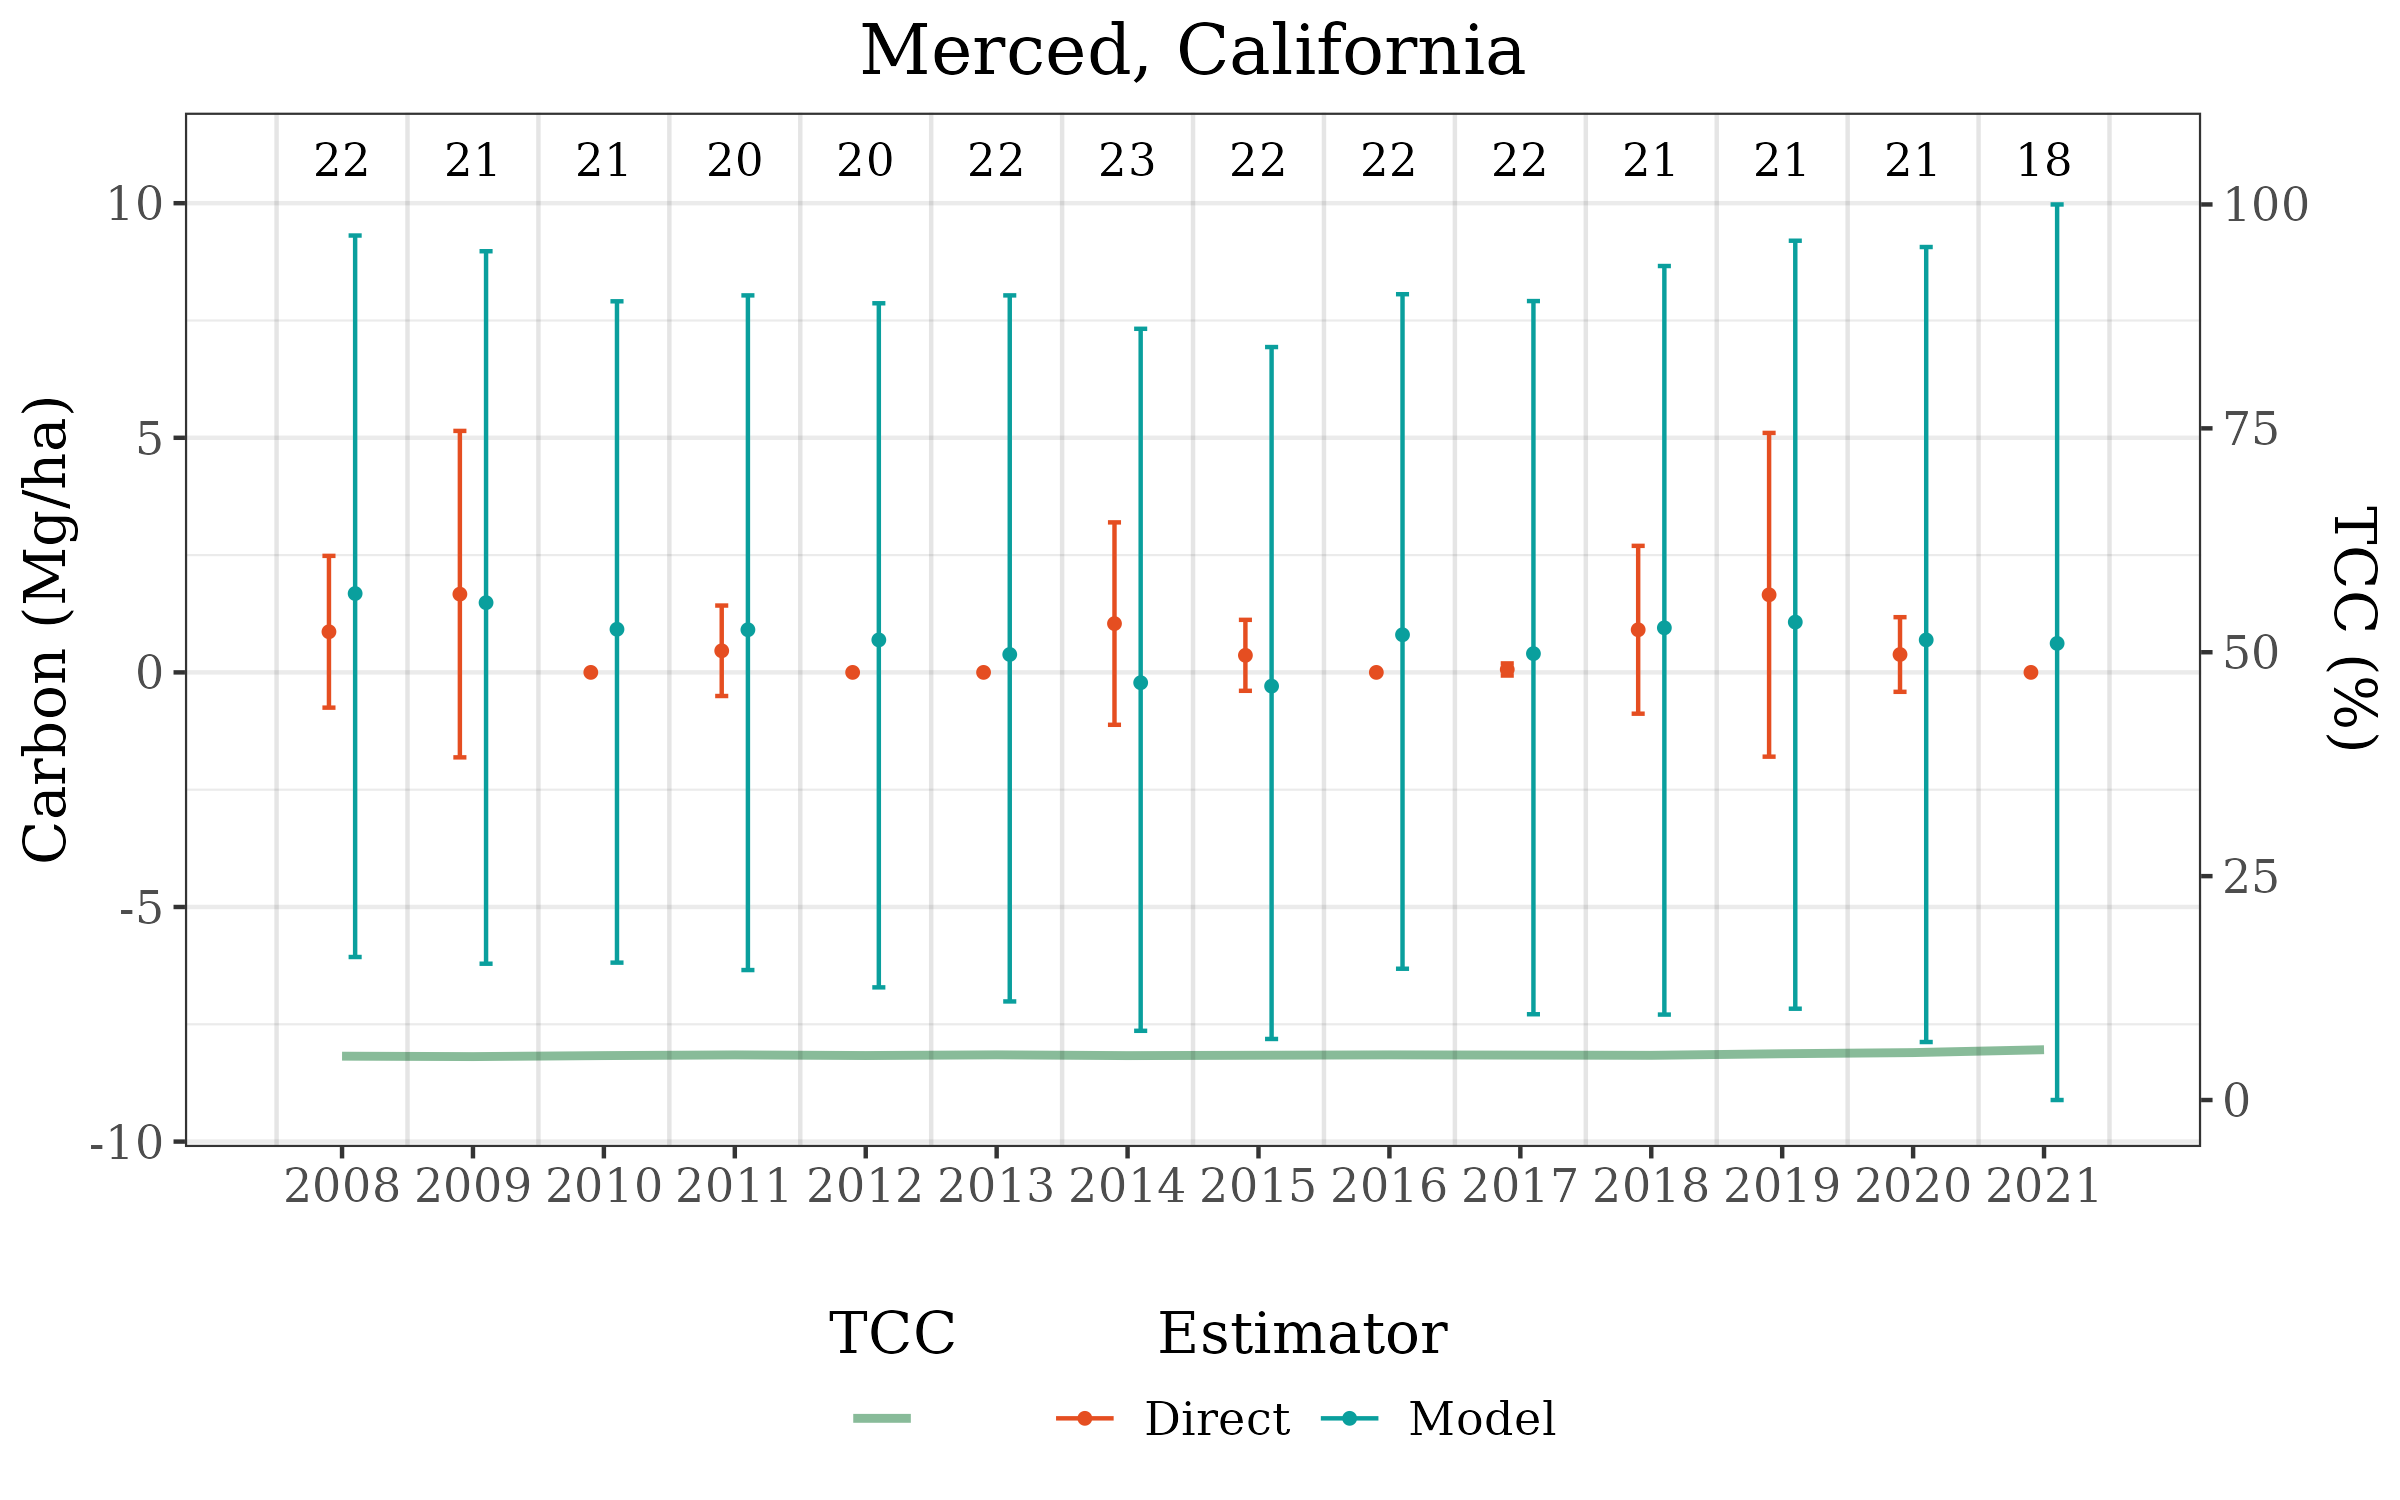 Merced, California
22 21 21 20 20 22 23 22 22 22 21 21 21 18
10
5
0
-5
-10
Carbon (Mg/ha)
100
75
50
25
0
TCC (%)
2008 2009 2010 2011 2012 2013 2014 2015 2016 2017 2018 2019 2020 2021
TCC Estimator
Direct Model